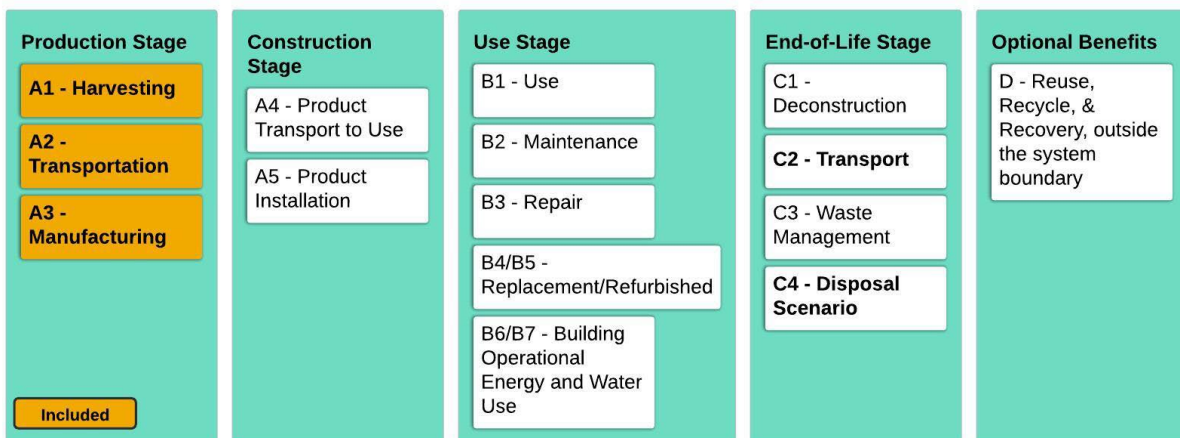 Production Stage
A1 - Harvesting
A2 -
Transportation
A3 -
Manufacturing
Included
Construction
Stage
A4 - Product
Transport to Use
A5 - Product
Installation
Use Stage
B1 - Use
B2 - Maintenance
B3 - Repair
B4/B5 -
Replacement/Refurbished
B6/B7 - Building
Operational
Energy and Water
Use
End-of-Life Stage
C1 -
Deconstruction
C2 - Transport
C3 - Waste
Management
C4 - Disposal
Scenario
Optional Benefits
D - Reuse,
Recycle, &
Recovery, outside
the system
boundary